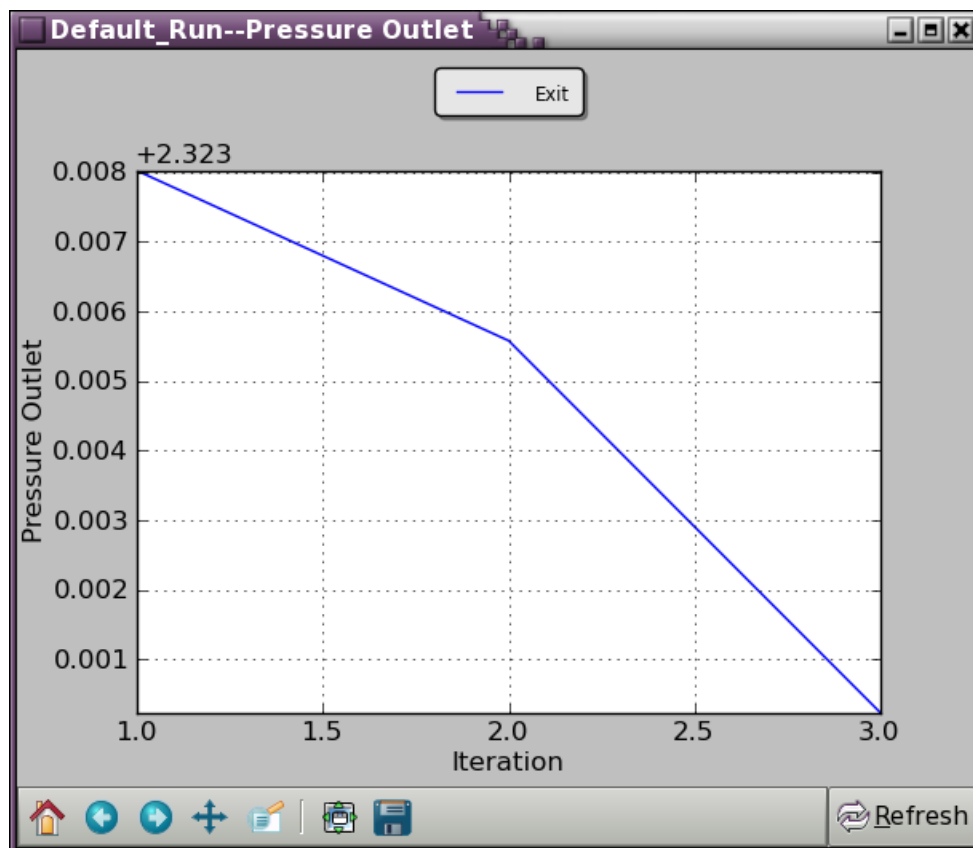 Default_Run--Pressure Outlet
Exit
+2.323
0.008
0.007
0.006
0.005
0.004
0.003
0.002
0.001
Pressure Outlet
1.0 1.5 2.0 2.5 3.0
Iteration
Refresh